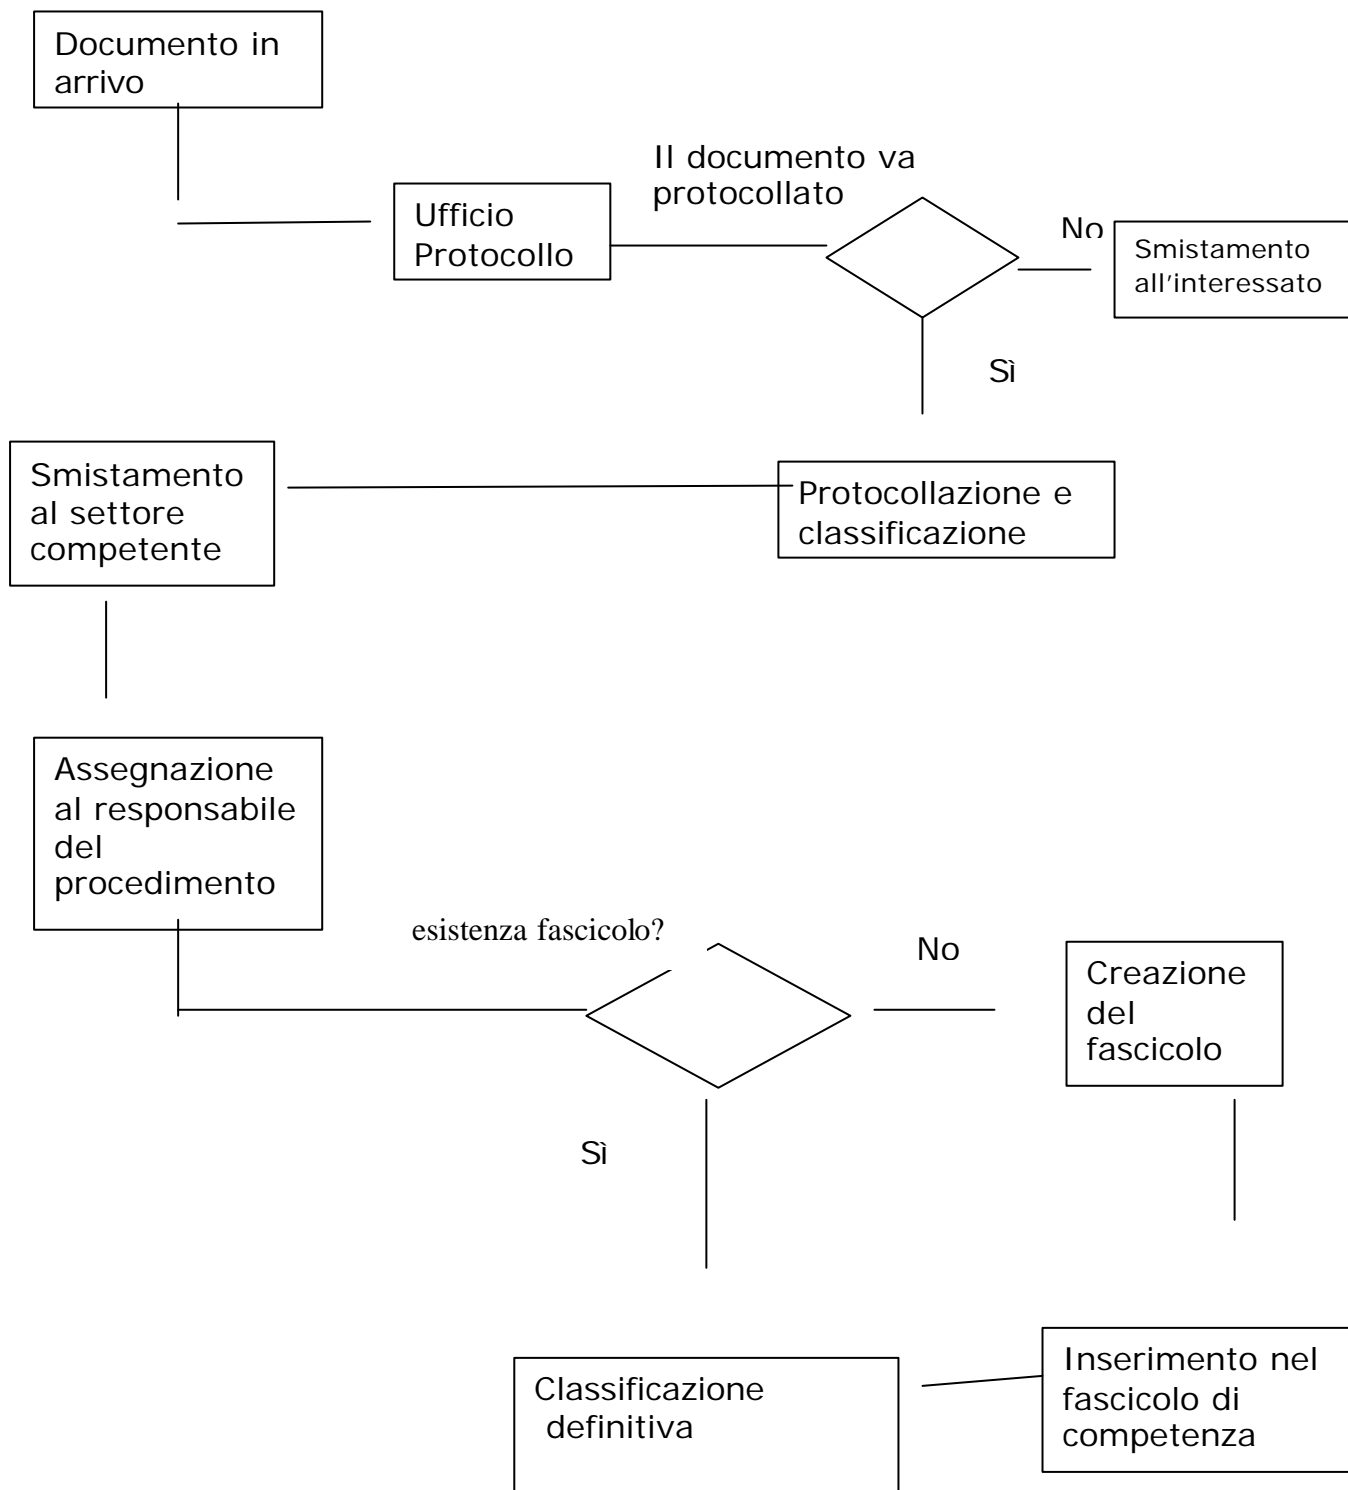 Documento in
arrivo
Il documento va
protocollato
Ufficio
Protocollo
No
Smistamento
all'interessato
Sì
Smistamento
al settore
competente
Protocollazione e
classificazione
Assegnazione
al responsabile
del
procedimento
esistenza fascicolo?
No
Creazione
del
fascicolo
Sì
Inserimento nel
fascicolo di
competenza
Classificazione
definitiva